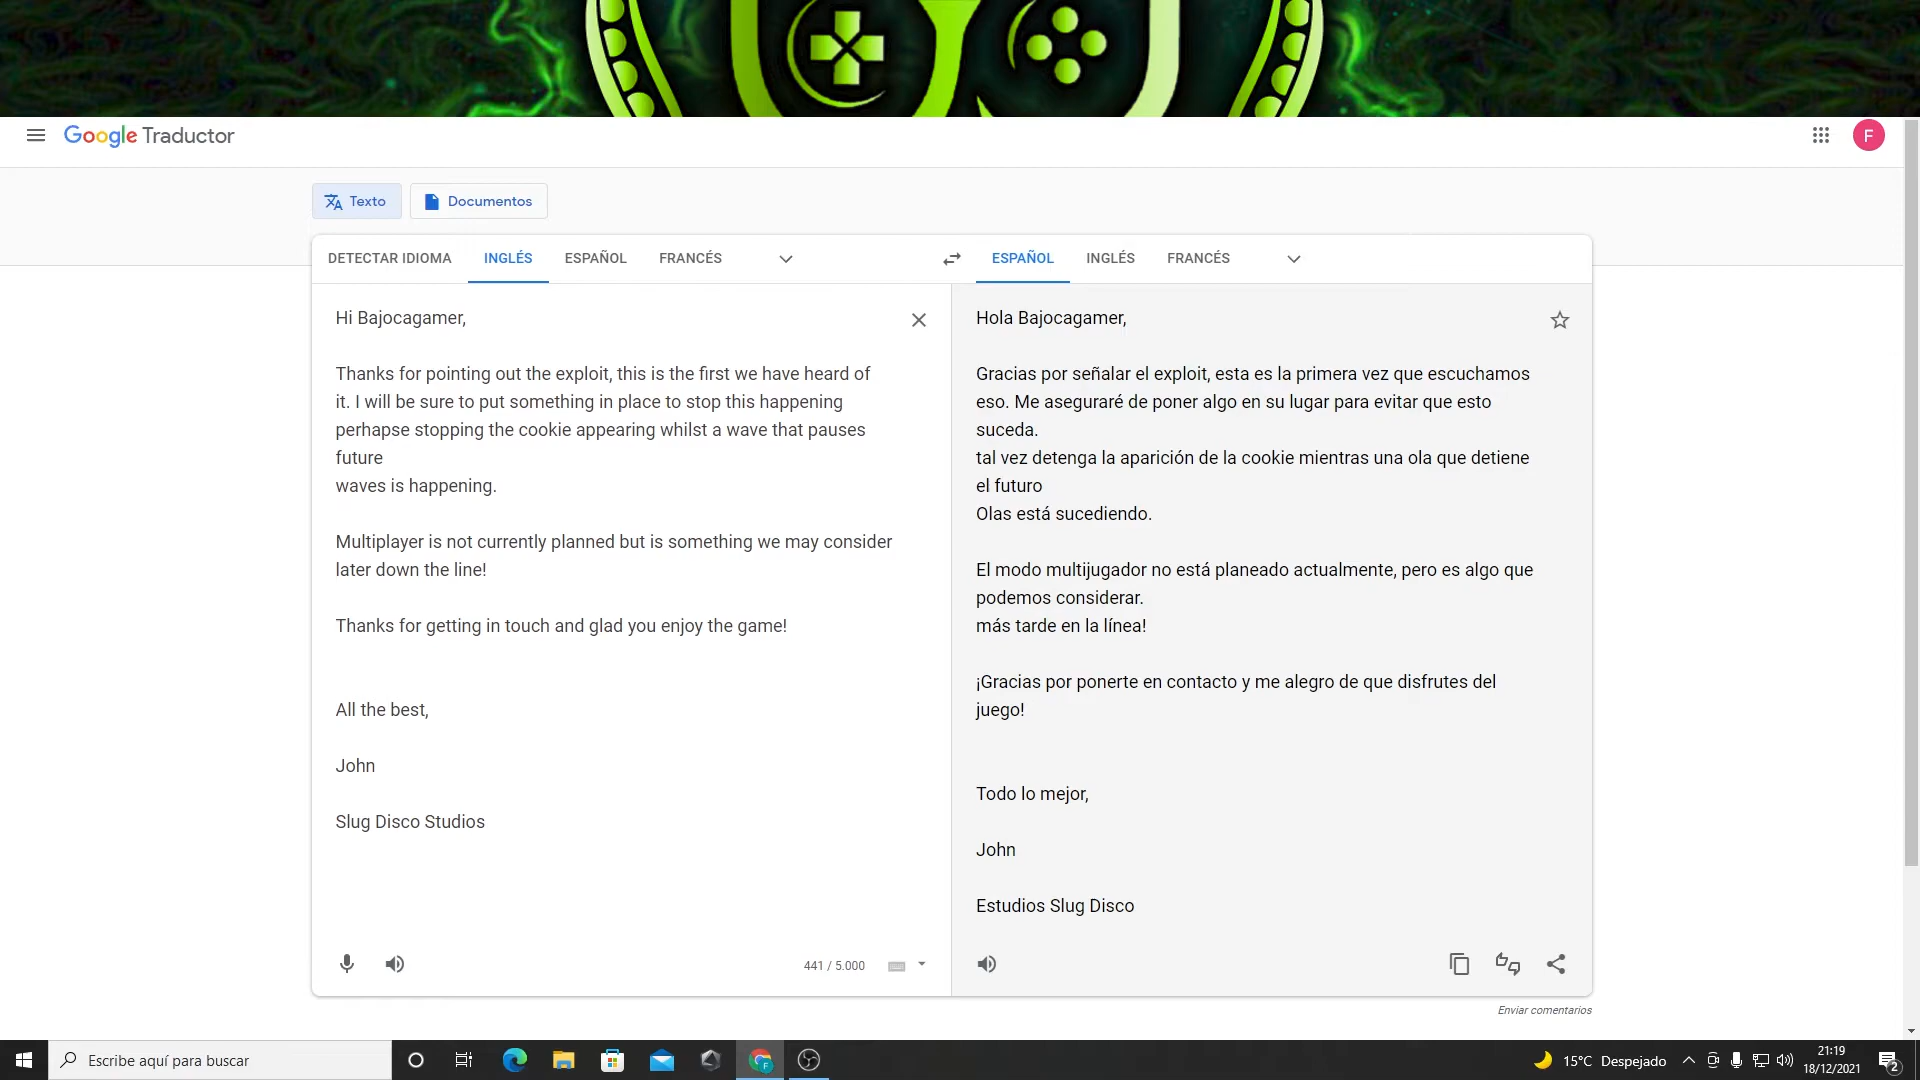 Google Traductor
F
Texto
Documentos
DETECTAR IDIOMA INGLÉS ESPAÑOL FRANCÉS
ESPAÑOL INGLÉS FRANCÉS
Hi Bajocagamer,
Thanks for pointing out the exploit, this is the first we have heard of
it. I will be sure to put something in place to stop this happening
perhapse stopping the cookie appearing whilst a wave that pauses
future
waves is happening.
Multiplayer is not currently planned but is something we may consider
later down the line!
Thanks for getting in touch and glad you enjoy the game!
All the best,
John
Slug Disco Studios
441 / 5.000
Hola Bajocagamer,
Gracias por señalar el exploit, esta es la primera vez que escuchamos
eso. Me aseguraré de poner algo en su lugar para evitar que esto
suceda.
tal vez detenga la aparición de la cookie mientras una ola que detiene
el futuro
Olas está sucediendo.
El modo multijugador no está planeado actualmente, pero es algo que
podemos considerar.
más tarde en la línea!
¡Gracias por ponerte en contacto y me alegro de que disfrutes del
juego!
Todo lo mejor,
John
Estudios Slug Disco
Enviar comentarios
Escribe aquí para buscar
F
15°C Despejado
21:19
18/12/2021
2